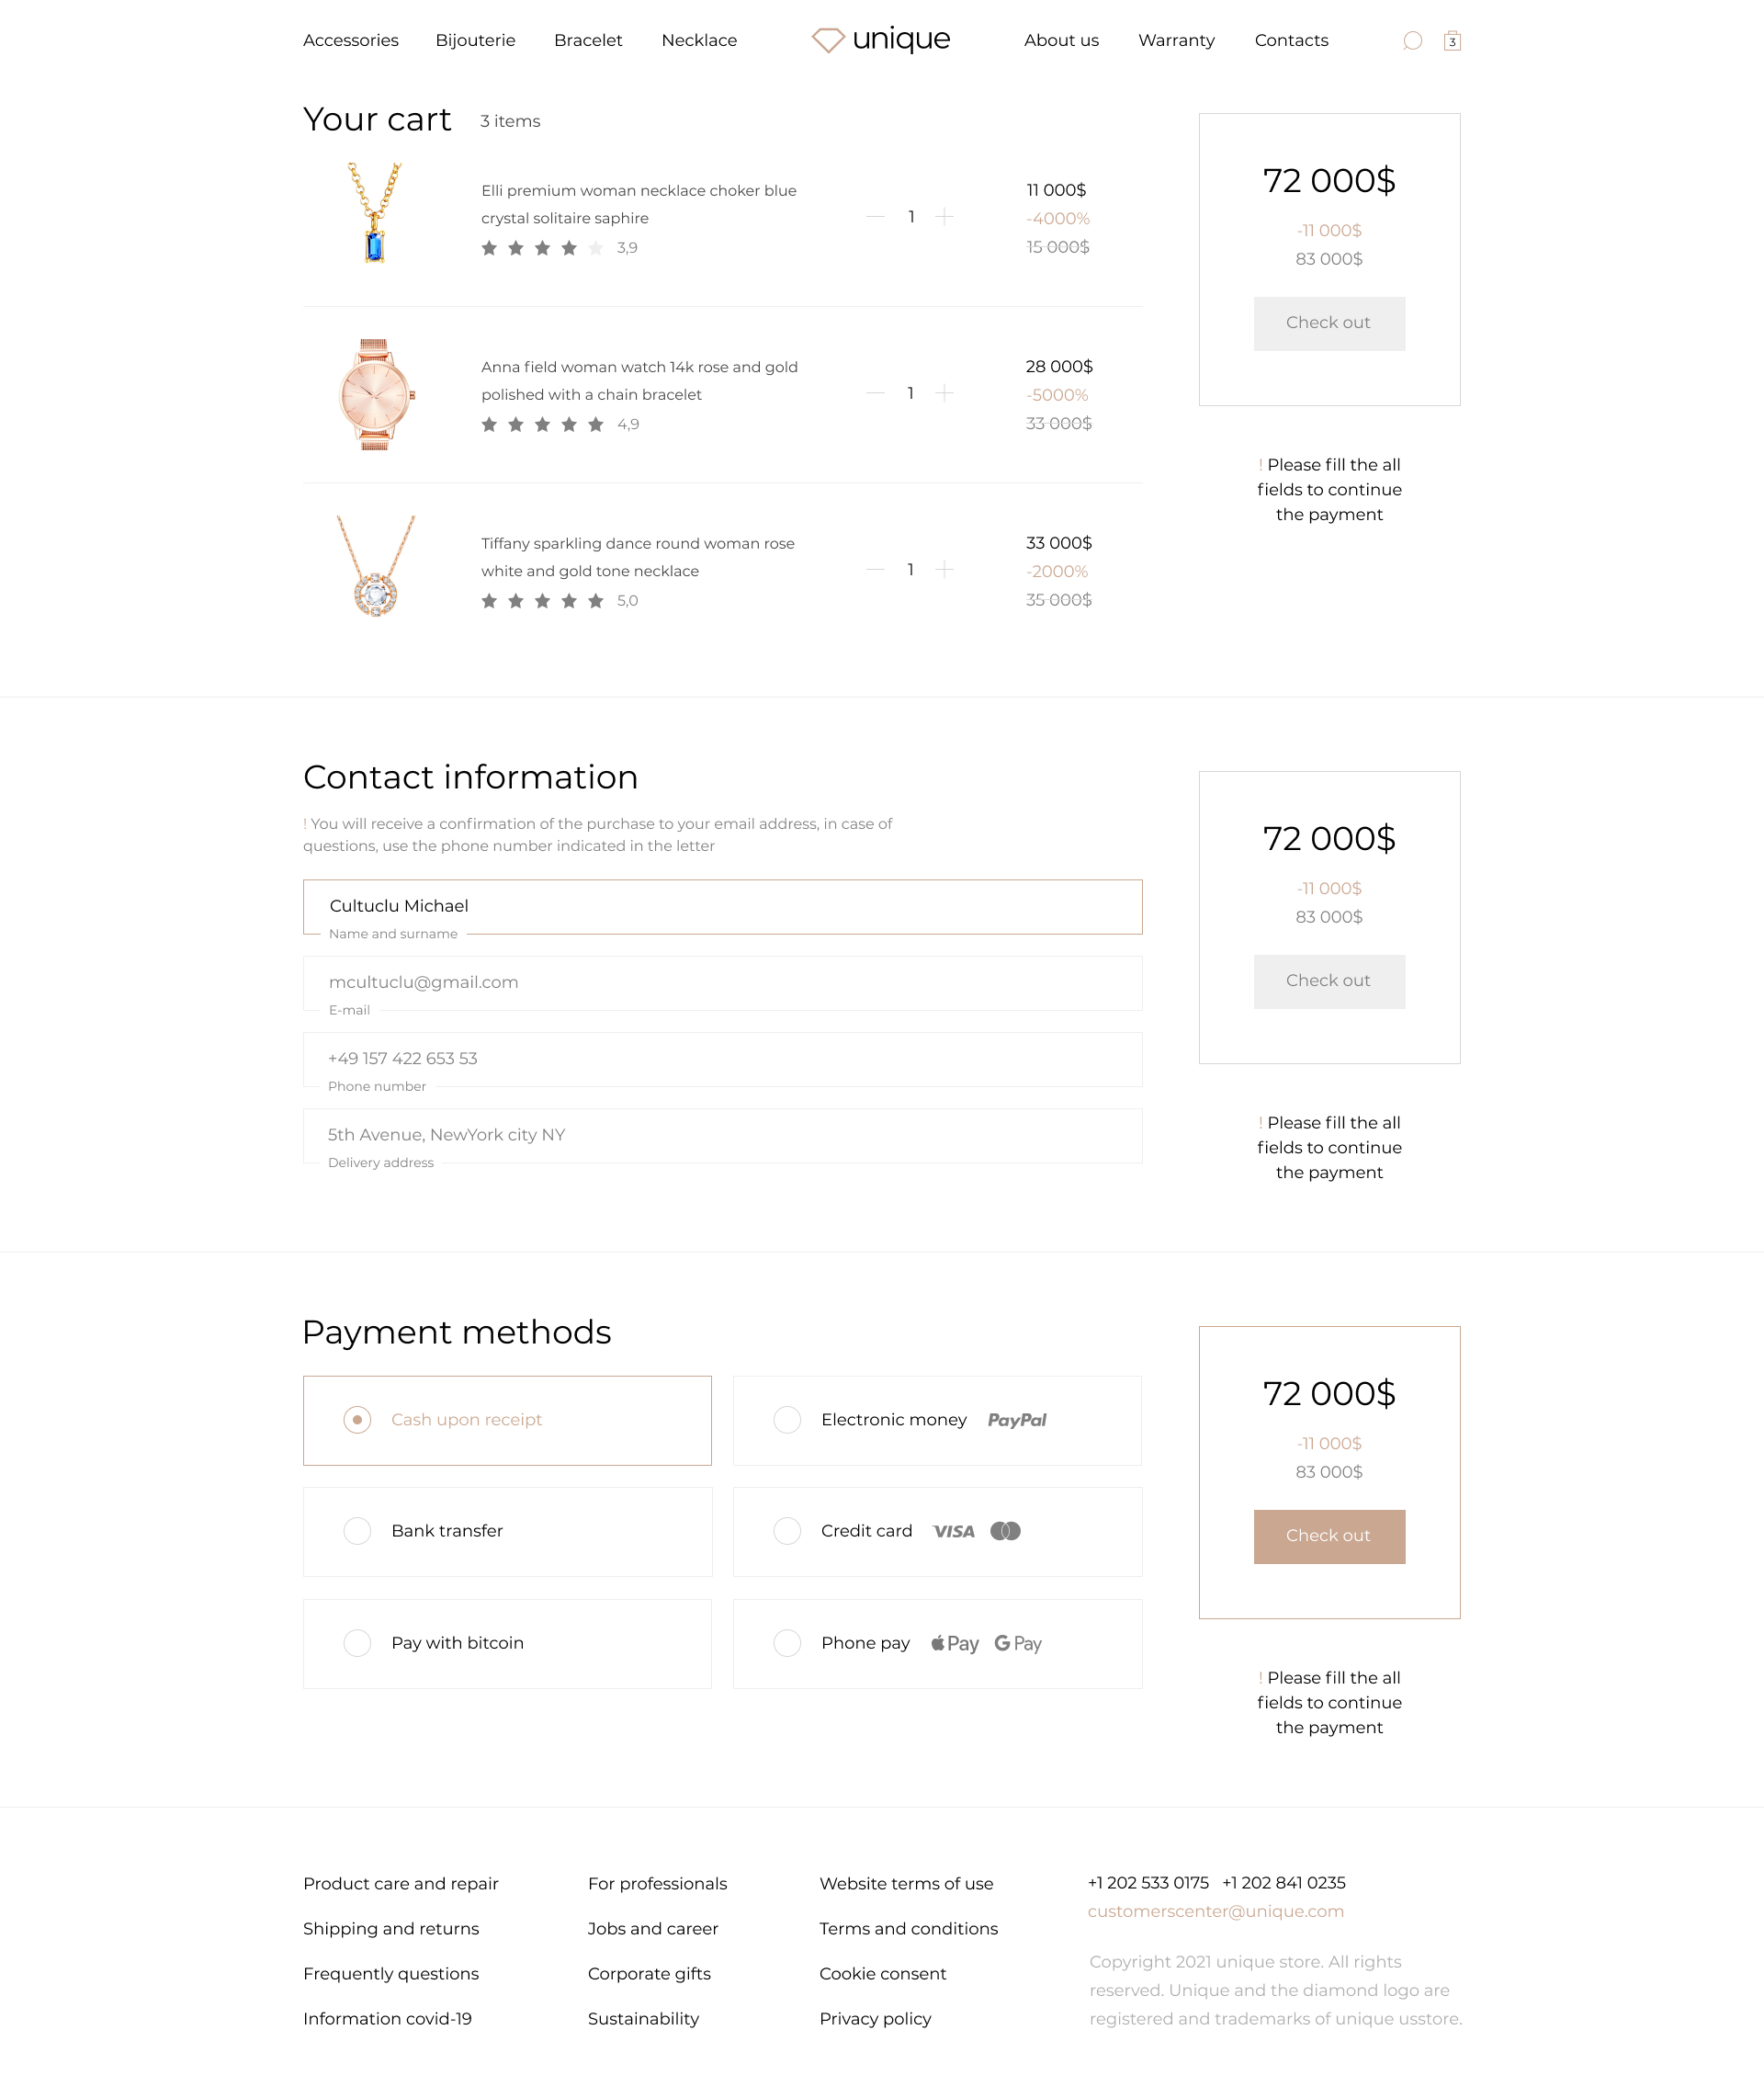 Accessories Bijouterie Bracelet Necklace unique About us Warranty Contacts 3
Your cart 3 items
Elli premium woman necklace choker blue
crystal solitaire saphire
3,9
1
11 000$
-4000%
15 000$
Anna field woman watch 14k rose and gold
polished with a chain bracelet
4,9
1
28 000$
-5000%
33 000$
Tiffany sparkling dance round woman rose
white and gold tone necklace
5,0
1
33 000$
-2000%
35 000$
72 000$
-11 000$
83 000$
Check out
! Please fill the all
fields to continue
the payment
Contact information
! You will receive a confirmation of the purchase to your email address, in case of
questions, use the phone number indicated in the letter
Cultuclu Michael
Name and surname
mcultuclu@gmail.com
E-mail
+49 157 422 653 53
Phone number
5th Avenue, NewYork city NY
Delivery address
72 000$
-11 000$
83 000$
Check out
! Please fill the all
fields to continue
the payment
Payment methods
Cash upon receipt
Electronic money PayPal
Bank transfer
Credit card VISA
Pay with bitcoin
Phone pay Pay G Pay
72 000$
-11 000$
83 000$
Check out
! Please fill the all
fields to continue
the payment
Product care and repair
Shipping and returns
Frequently questions
Information covid-19
For professionals
Jobs and career
Corporate gifts
Sustainability
Website terms of use
Terms and conditions
Cookie consent
Privacy policy
+1 202 533 0175 +1 202 841 0235
customerscenter@unique.com
Copyright 2021 unique store. All rights
reserved. Unique and the diamond logo are
registered and trademarks of unique usstore.